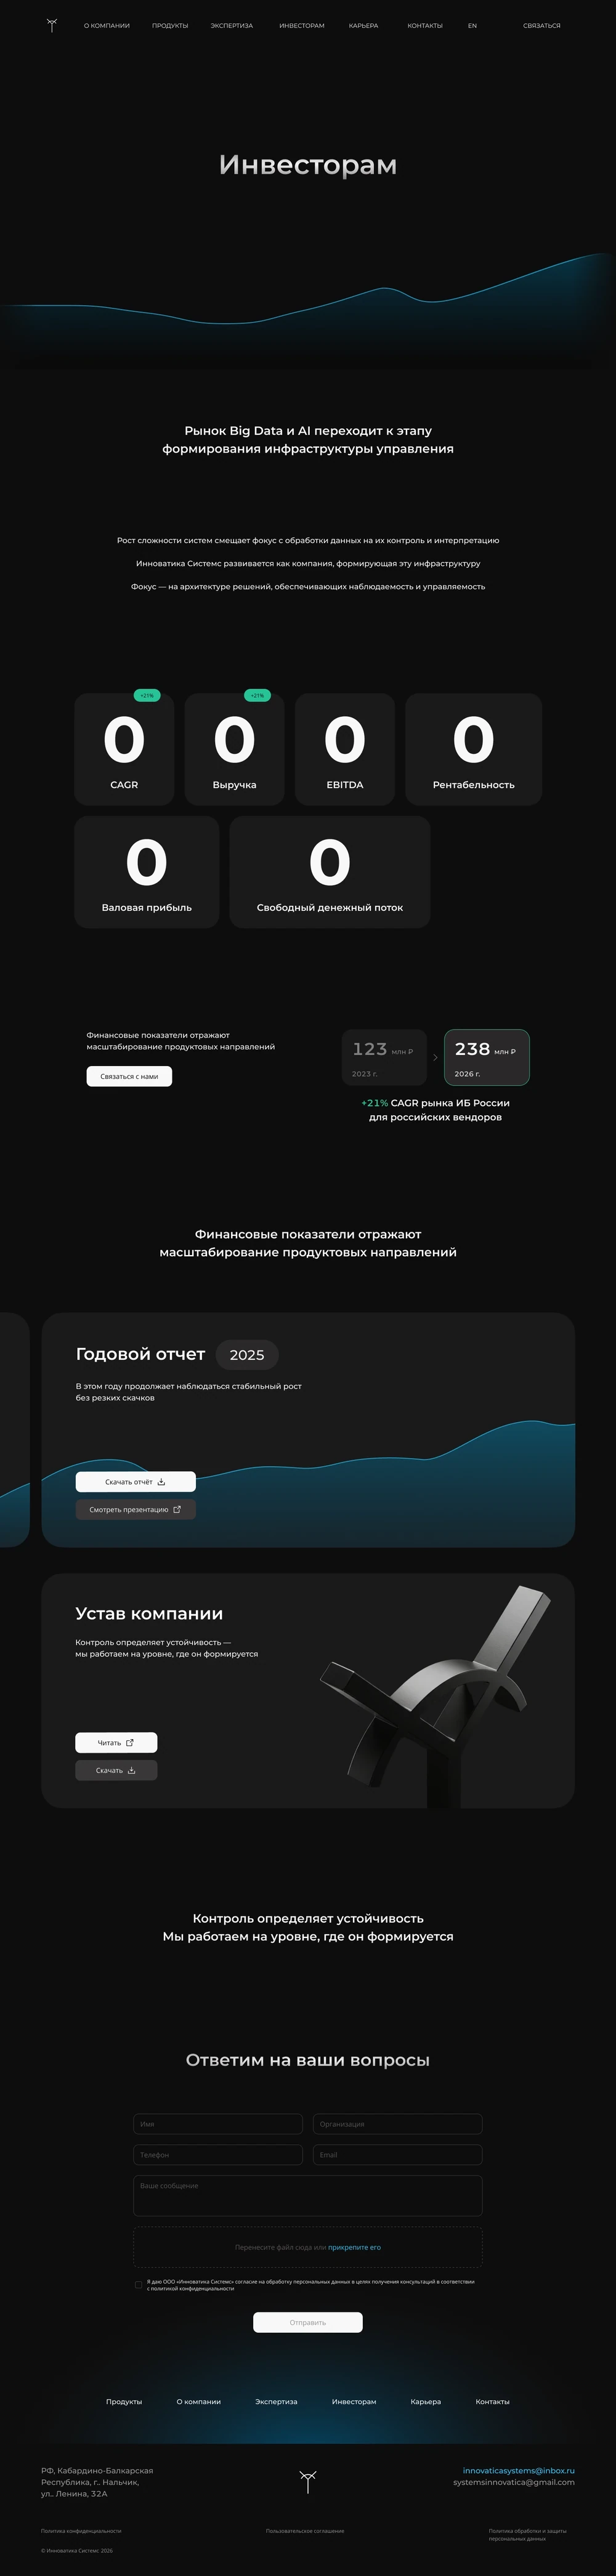 О КОМПАНИИ ПРОДУКТЫ ЭКСПЕРТИЗА ИНВЕСТОРАМ КАРЬЕРА КОНТАКТЫ EN СВЯЗАТЬСЯ
Инвесторам
Рынок Big Data и AI переходит к этапу
формирования инфраструктуры управления
Рост сложности систем смещает фокус с обработки данных на их контроль и интерпретацию
Инноватика Системс развивается как компания, формирующая эту инфраструктуру
Фокус — на архитектуре решений, обеспечивающих наблюдаемость и управляемость
+21% +21%
0 0 0 0
CAGR Выручка EBITDA Рентабельность
0 0
Валовая прибыль Свободный денежный поток
Финансовые показатели отражают
масштабирование продуктовых направлений
Связаться с нами
123 млн ₽
2023 г.
238 млн ₽
2026 г.
+21% CAGR рынка ИБ России
для российских вендоров
Финансовые показатели отражают
масштабирование продуктовых направлений
Годовой отчет 2025
В этом году продолжает наблюдаться стабильный рост
без резких скачков
Скачать отчёт
Смотреть презентацию
Устав компании
Контроль определяет устойчивость —
мы работаем на уровне, где он формируется
Читать
Скачать
Контроль определяет устойчивость
Мы работаем на уровне, где он формируется
Ответим на ваши вопросы
Имя Организация
Телефон Email
Ваше сообщение
Перенесите файл сюда или прикрепите его
Я даю ООО «Инноватика Системс» согласие на обработку персональных данных в целях получения консультаций в соответствии
с политикой конфиденциальности
Отправить
Продукты О компании Экспертиза Инвесторам Карьера Контакты
РФ, Кабардино-Балкарская
Республика, г.. Нальчик,
ул.. Ленина, 32А
innovaticasystems@inbox.ru
systemsinnovatica@gmail.com
Политика конфиденциальности
Пользовательское соглашение
Политика обработки и защиты
персональных данных
© Инноватика Системс 2026